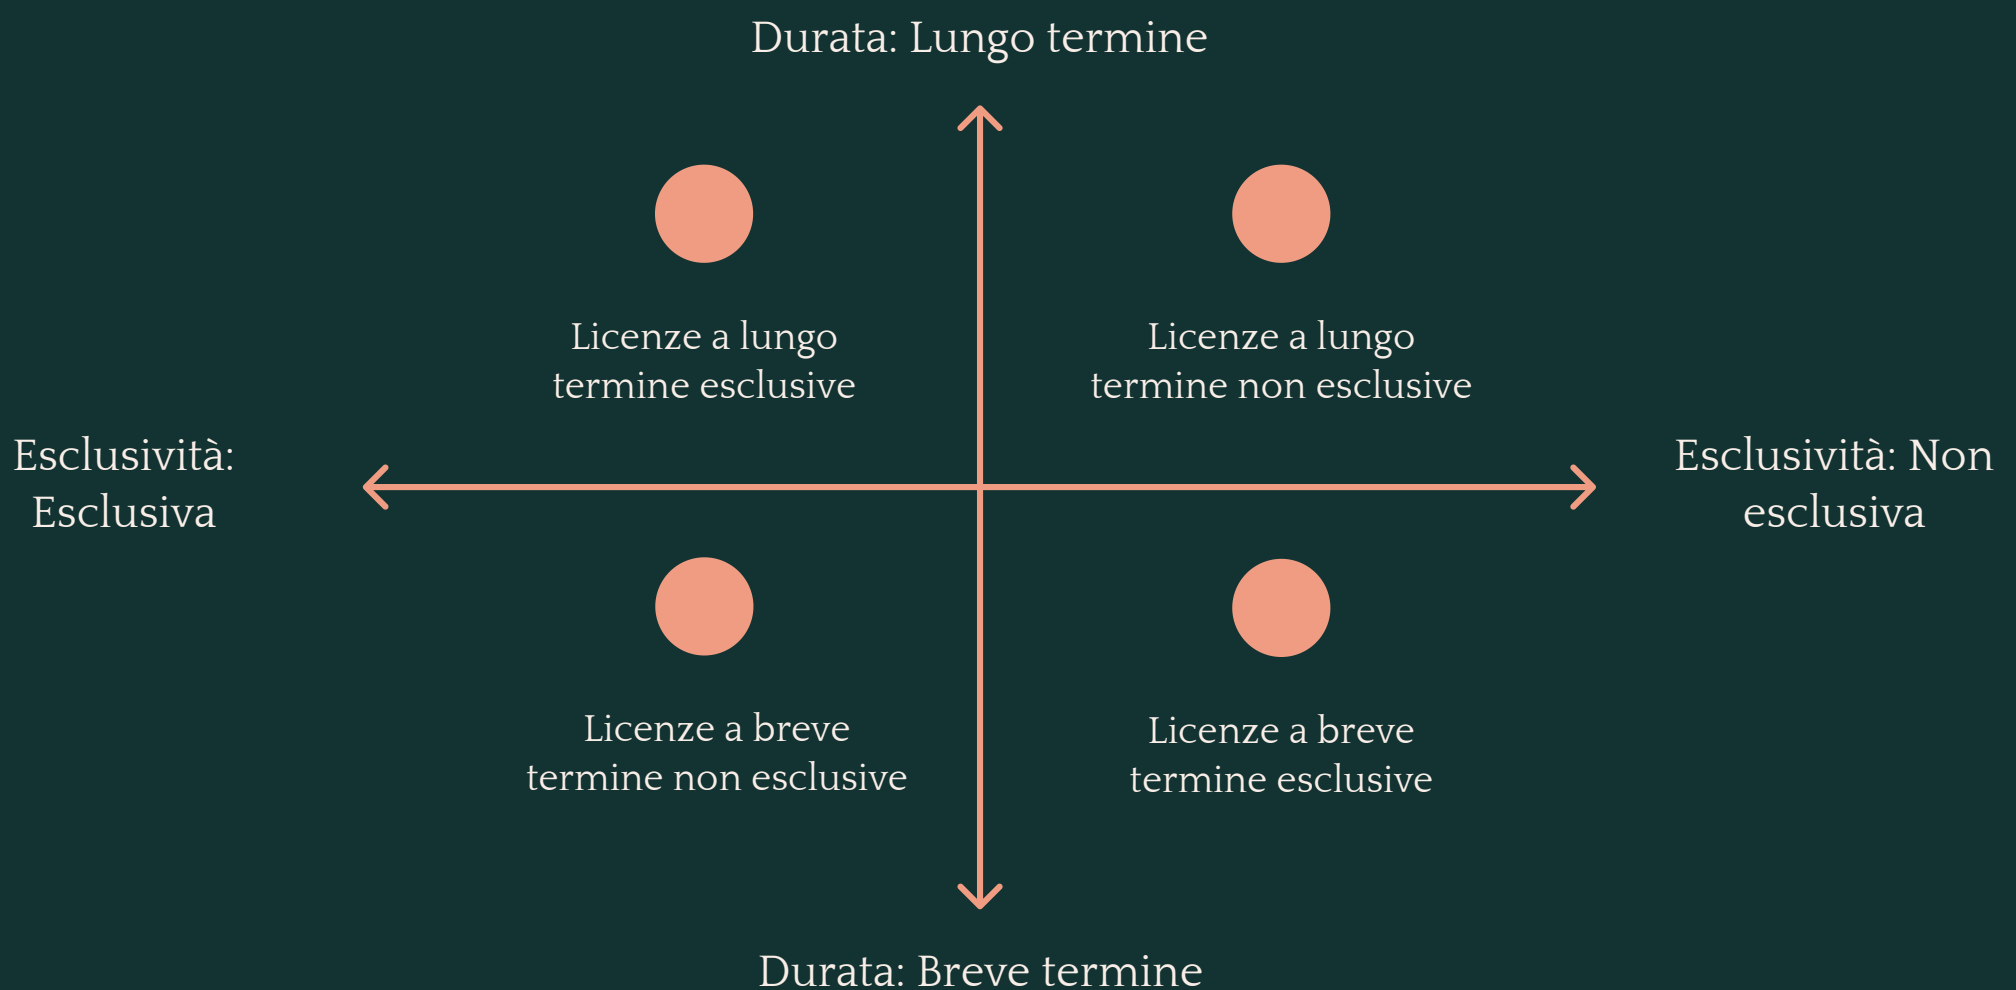 Durata: Lungo termine
Licenze a lungo
termine esclusive
Licenze a lungo
termine non esclusive
Esclusività:
Esclusiva
Esclusività: Non
esclusiva
Licenze a breve
termine non esclusive
Licenze a breve
termine esclusive
Durata: Breve termine